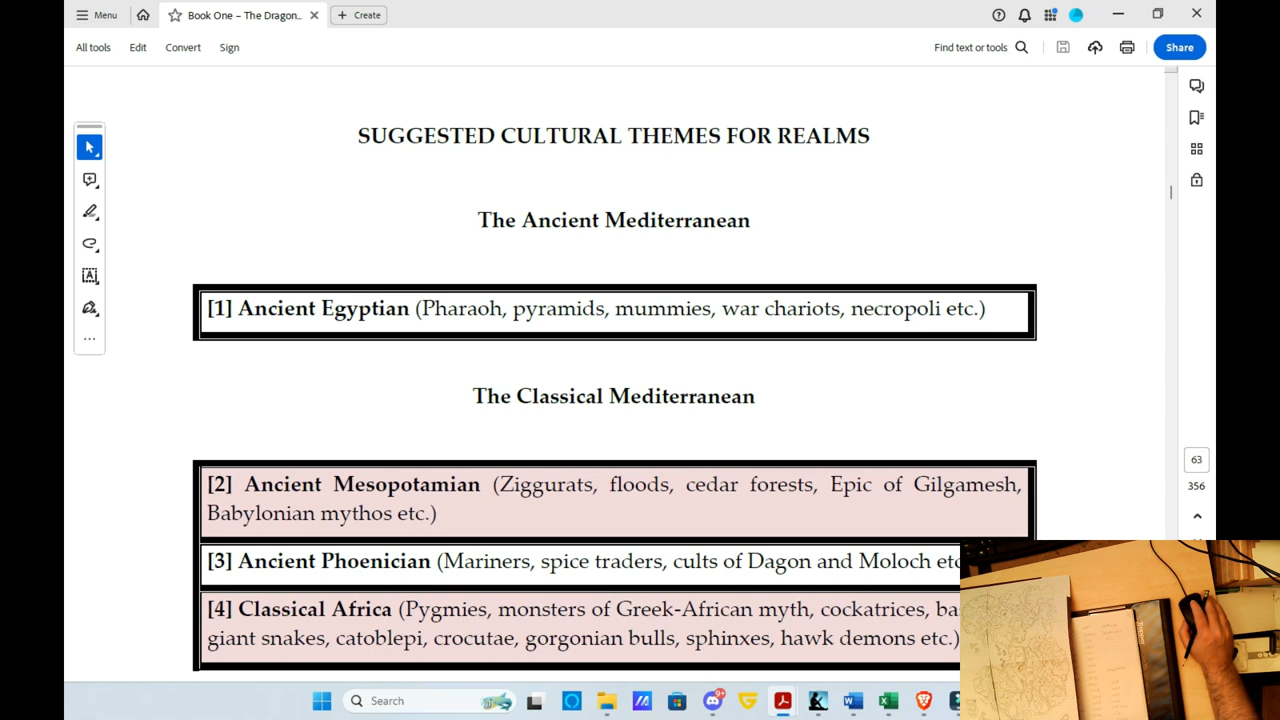 Menu
Book One – The Dragon...
Create
All tools
Edit
Convert
Sign
Find text or tools
Share
SUGGESTED CULTURAL THEMES FOR REALMS
The Ancient Mediterranean
[1] Ancient Egyptian (Pharaoh, pyramids, mummies, war chariots, necropoli etc.)
The Classical Mediterranean
[2] Ancient Mesopotamian (Ziggurats, floods, cedar forests, Epic of Gilgamesh,
Babylonian mythos etc.)
[3] Ancient Phoenician (Mariners, spice traders, cults of Dagon and Moloch etc
[4] Classical Africa (Pygmies, monsters of Greek-African myth, cockatrices, ba
giant snakes, catoblepi, crocutae, gorgonian bulls, sphinxes, hawk demons etc.)
63
356
Search
9+